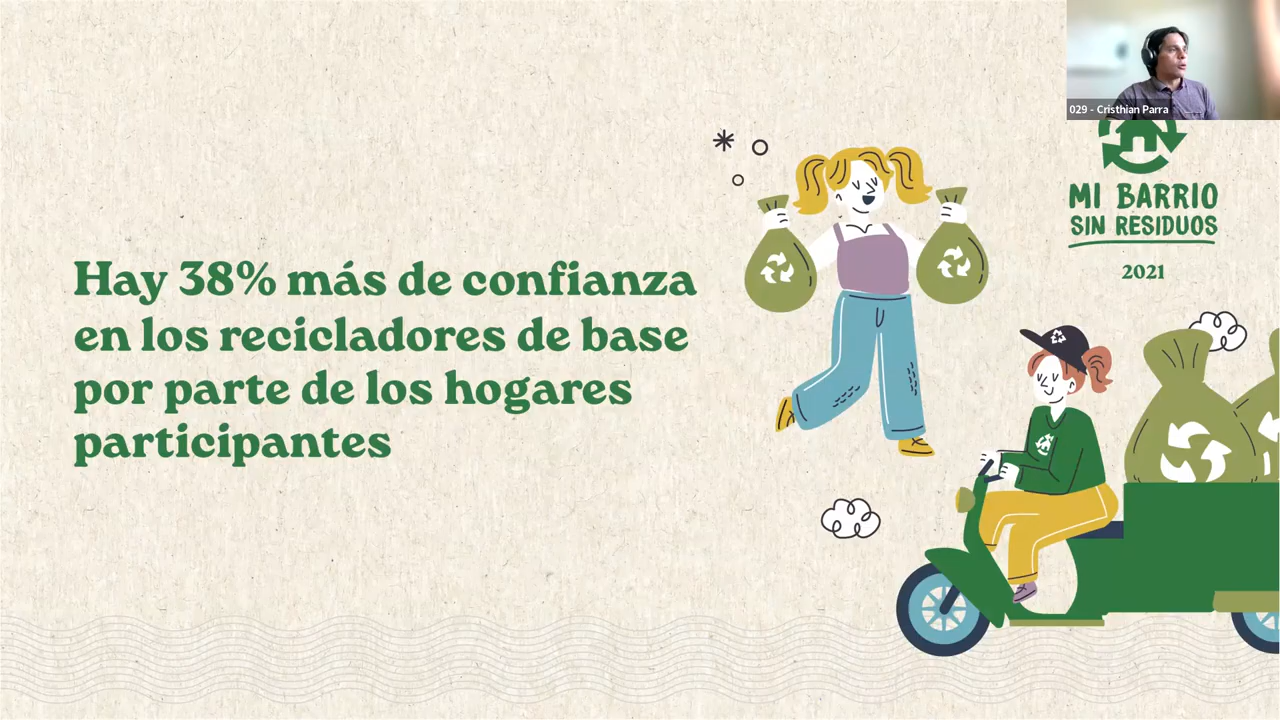 029 - Cristhian Parra
MI BARRIO
SIN RESIDUOS
2021
Hay 38% más de confianza
en los recicladores de base
por parte de los hogares
participantes